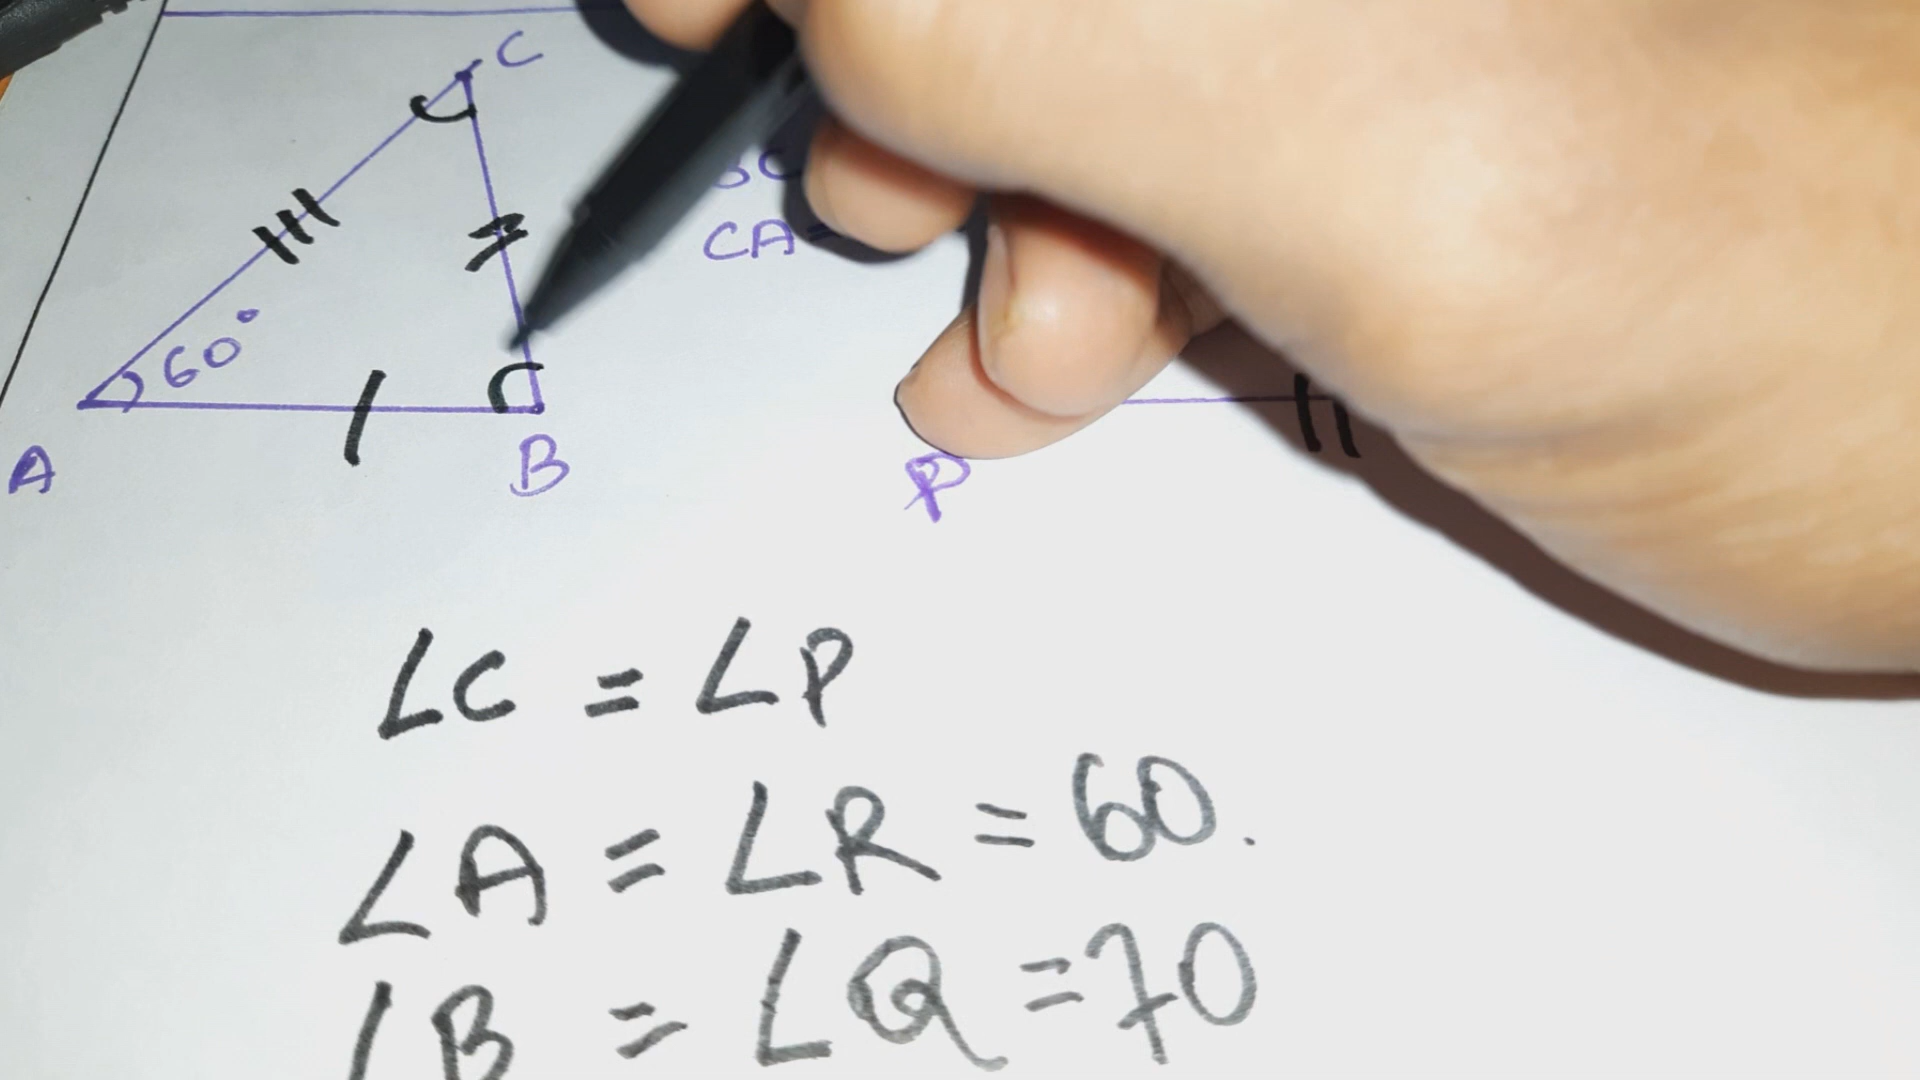 C
CA=
60°
A
B
P
∠C = ∠P
∠A = ∠R = 60.
∠B = ∠Q = 70